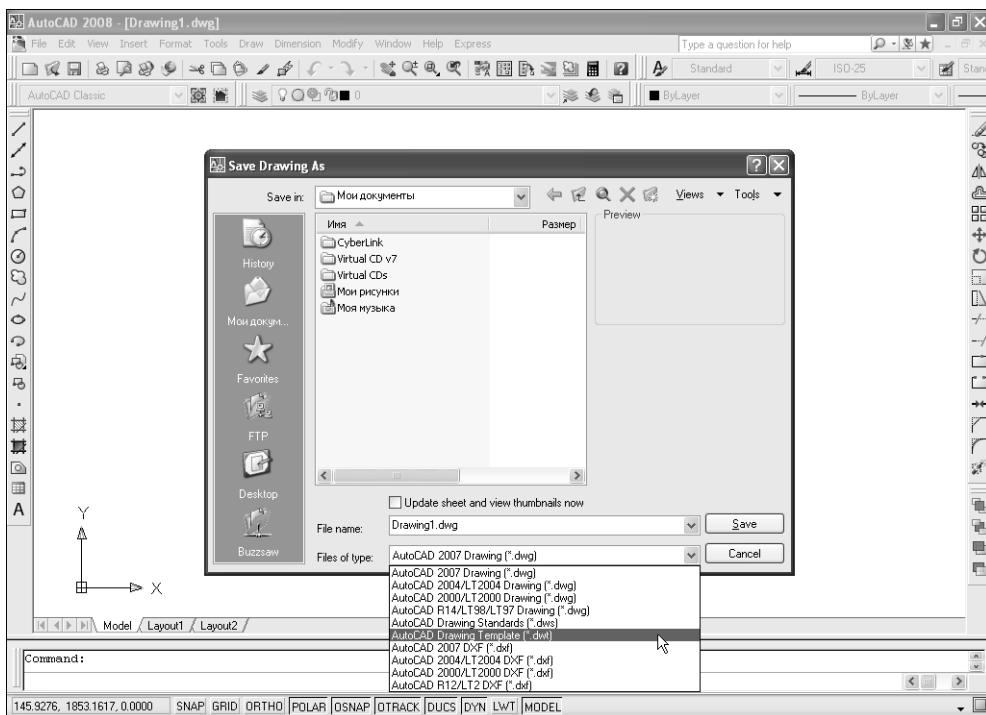 AutoCAD 2008 - [Drawing1.dwg]
File Edit View Insert Format Tools Draw Dimension Modify Window Help Express
Type a question for help
Standard
ISO-25
AutoCAD Classic
0
ByLayer
ByLayer
Save Drawing As
Save in:
Мои документы
Views
Tools
History
Мои докум...
Favorites
FTP
Desktop
Buzzsaw
Имя
Размер
CyberLink
Virtual CD v7
Virtual CDs
Мои рисунки
Моя музыка
Preview
Update sheet and view thumbnails now
File name:
Drawing1.dwg
Save
Files of type:
AutoCAD 2007 Drawing (*.dwg)
Cancel
AutoCAD 2007 Drawing (*.dwg)
AutoCAD 2004/LT2004 Drawing (*.dwg)
AutoCAD 2000/LT2000 Drawing (*.dwg)
AutoCAD R14/LT98/LT97 Drawing (*.dwg)
AutoCAD Drawing Standards (*.dws)
AutoCAD Drawing Template (*.dwt)
AutoCAD 2007 DXF (*.dxf)
AutoCAD 2004/LT2004 DXF (*.dxf)
AutoCAD 2000/LT2000 DXF (*.dxf)
AutoCAD R12/LT2 DXF (*.dxf)
A
Y
X
Model
Layout1
Layout2
Command:
145.9276, 1853.1617, 0.0000
SNAP GRID ORTHO POLAR OSNAP OTRACK DUCS DYN LWT MODEL